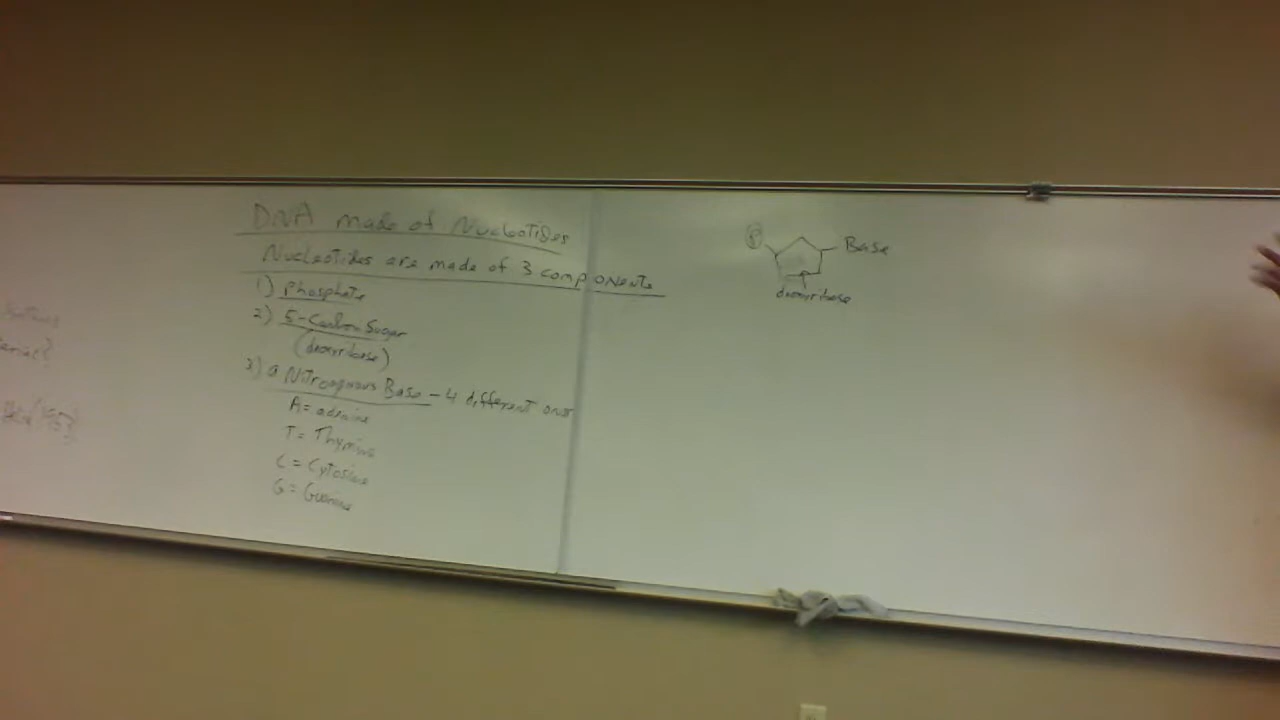 DNA made of Nucleotides
Nucleotides are made of 3 components
1) Phosphate
2) 5-Carbon Sugar
(deoxyribose)
3) a Nitrogenous Base - 4 different ones
A = adenine
T = Thymine
C = Cytosine
G = Guanine
P
Base
deoxyribose